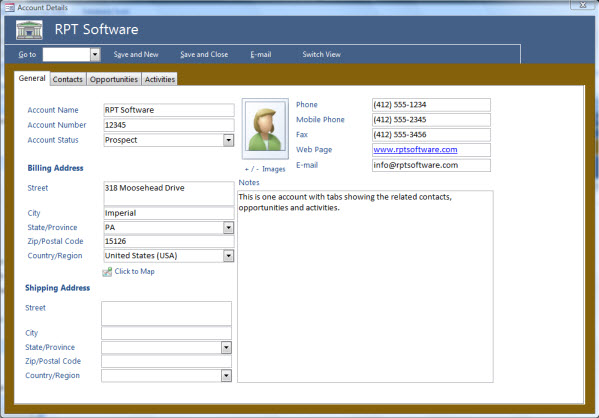 Account Details
RPT Software
Go to Save and New Save and Close E-mail Switch View
General Contacts Opportunities Activities
Account Name RPT Software
Account Number 12345
Account Status Prospect
Phone (412) 555-1234
Mobile Phone (412) 555-2345
Fax (412) 555-3456
Web Page www.rptsoftware.com
E-mail info@rptsoftware.com
+ / - Images
Billing Address
Street 318 Moosehead Drive
City Imperial
State/Province PA
Zip/Postal Code 15126
Country/Region United States (USA)
Click to Map
Notes
This is one account with tabs showing the related contacts,
opportunities and activities.
Shipping Address
Street
City
State/Province
Zip/Postal Code
Country/Region